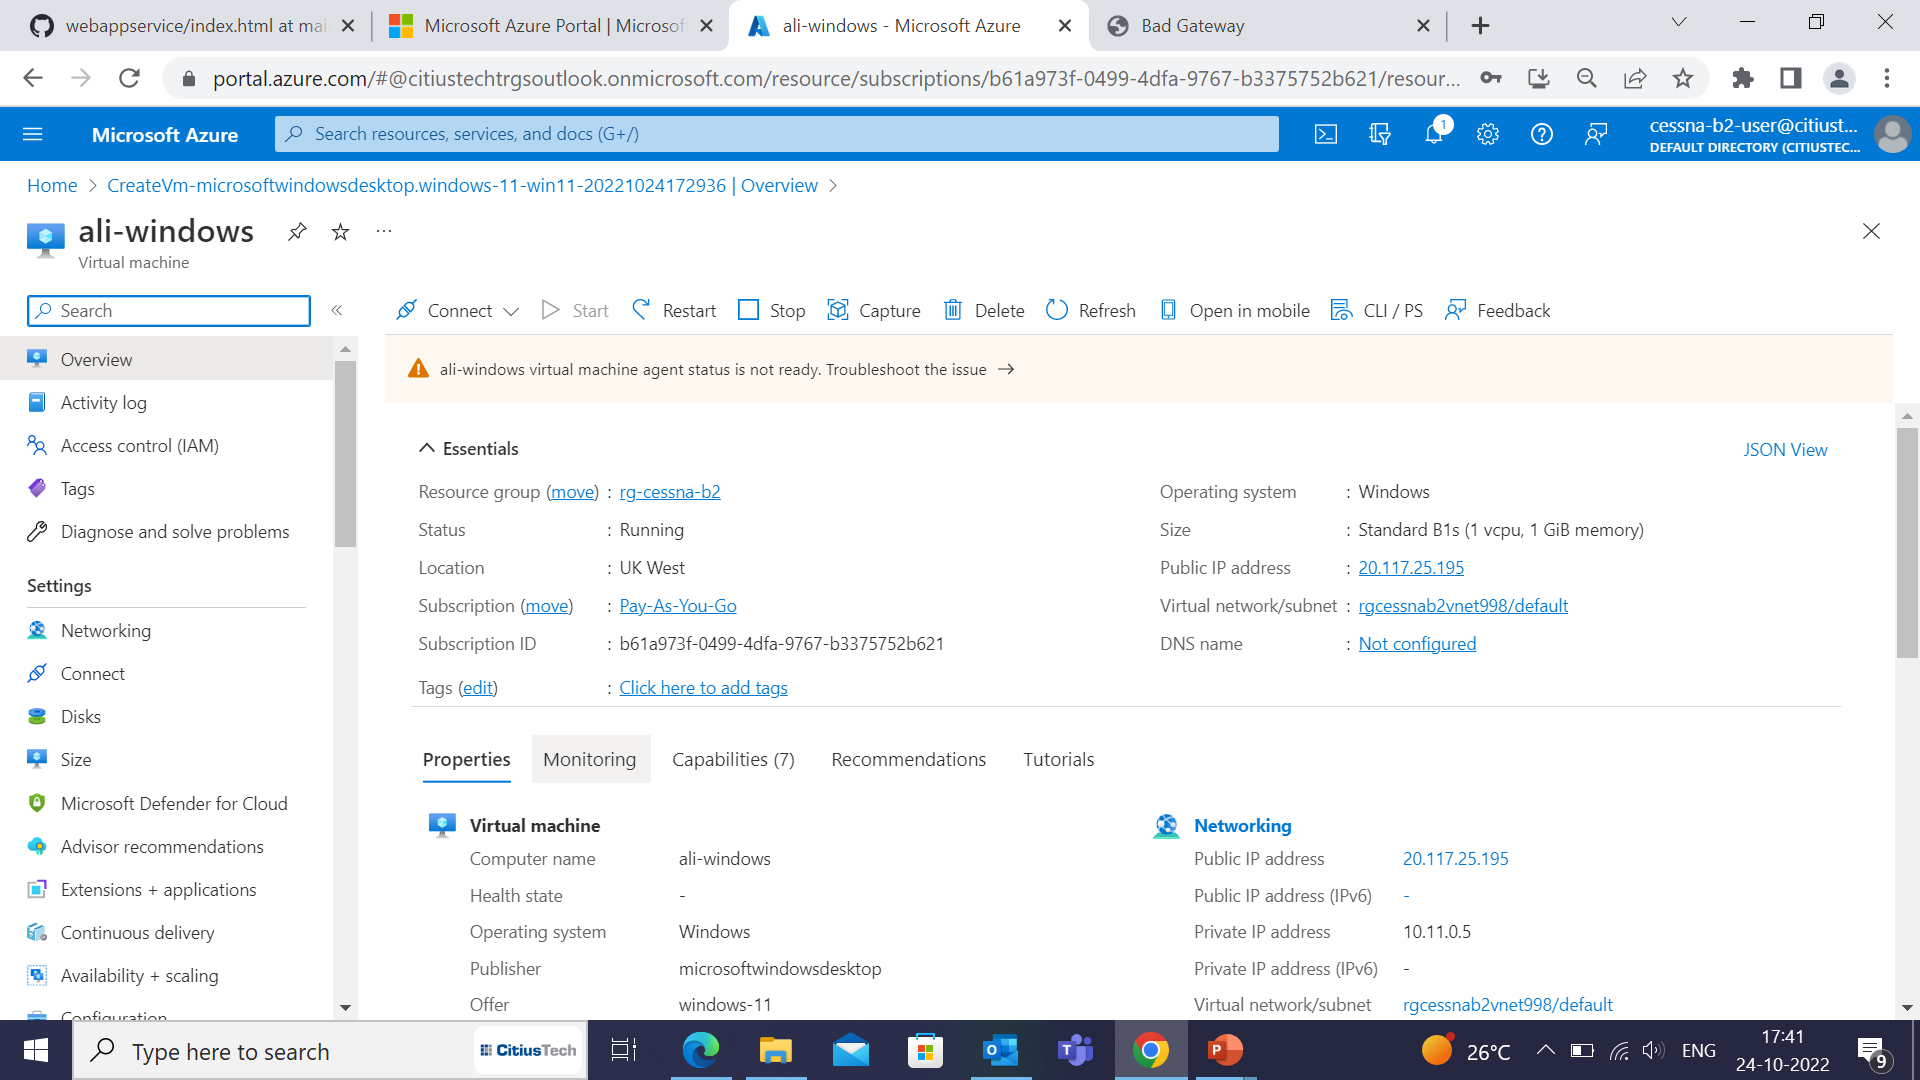 webappservice/index.html at mai
Microsoft Azure Portal | Microsof
ali-windows - Microsoft Azure
Bad Gateway
portal.azure.com/#@citiustechtrgsoutlook.onmicrosoft.com/resource/subscriptions/b61a973f-0499-4dfa-9767-b3375752b621/resour...
Microsoft Azure
Search resources, services, and docs (G+/)
1
cessna-b2-user@citiust...
DEFAULT DIRECTORY (CITIUSTEC...
Home > CreateVm-microsoftwindowsdesktop.windows-11-win11-20221024172936 | Overview >
ali-windows
...
Virtual machine
Search
«
Connect
Start
Restart
Stop
Capture
Delete
Refresh
Open in mobile
CLI / PS
Feedback
ali-windows virtual machine agent status is not ready. Troubleshoot the issue →
Overview
Activity log
Access control (IAM)
Tags
Diagnose and solve problems
Settings
Networking
Connect
Disks
Size
Microsoft Defender for Cloud
Advisor recommendations
Extensions + applications
Continuous delivery
Availability + scaling
Configuration
Essentials
JSON View
Resource group (move) : rg-cessna-b2
Status : Running
Location : UK West
Subscription (move) : Pay-As-You-Go
Subscription ID : b61a973f-0499-4dfa-9767-b3375752b621
Tags (edit) : Click here to add tags
Operating system : Windows
Size : Standard B1s (1 vcpu, 1 GiB memory)
Public IP address : 20.117.25.195
Virtual network/subnet : rgcessnab2vnet998/default
DNS name : Not configured
Properties
Monitoring
Capabilities (7)
Recommendations
Tutorials
Virtual machine
Computer name ali-windows
Health state -
Operating system Windows
Publisher microsoftwindowsdesktop
Offer windows-11
Networking
Public IP address 20.117.25.195
Public IP address (IPv6) -
Private IP address 10.11.0.5
Private IP address (IPv6) -
Virtual network/subnet rgcessnab2vnet998/default
Type here to search
CitiusTech
26°C
ENG
17:41
24-10-2022
9